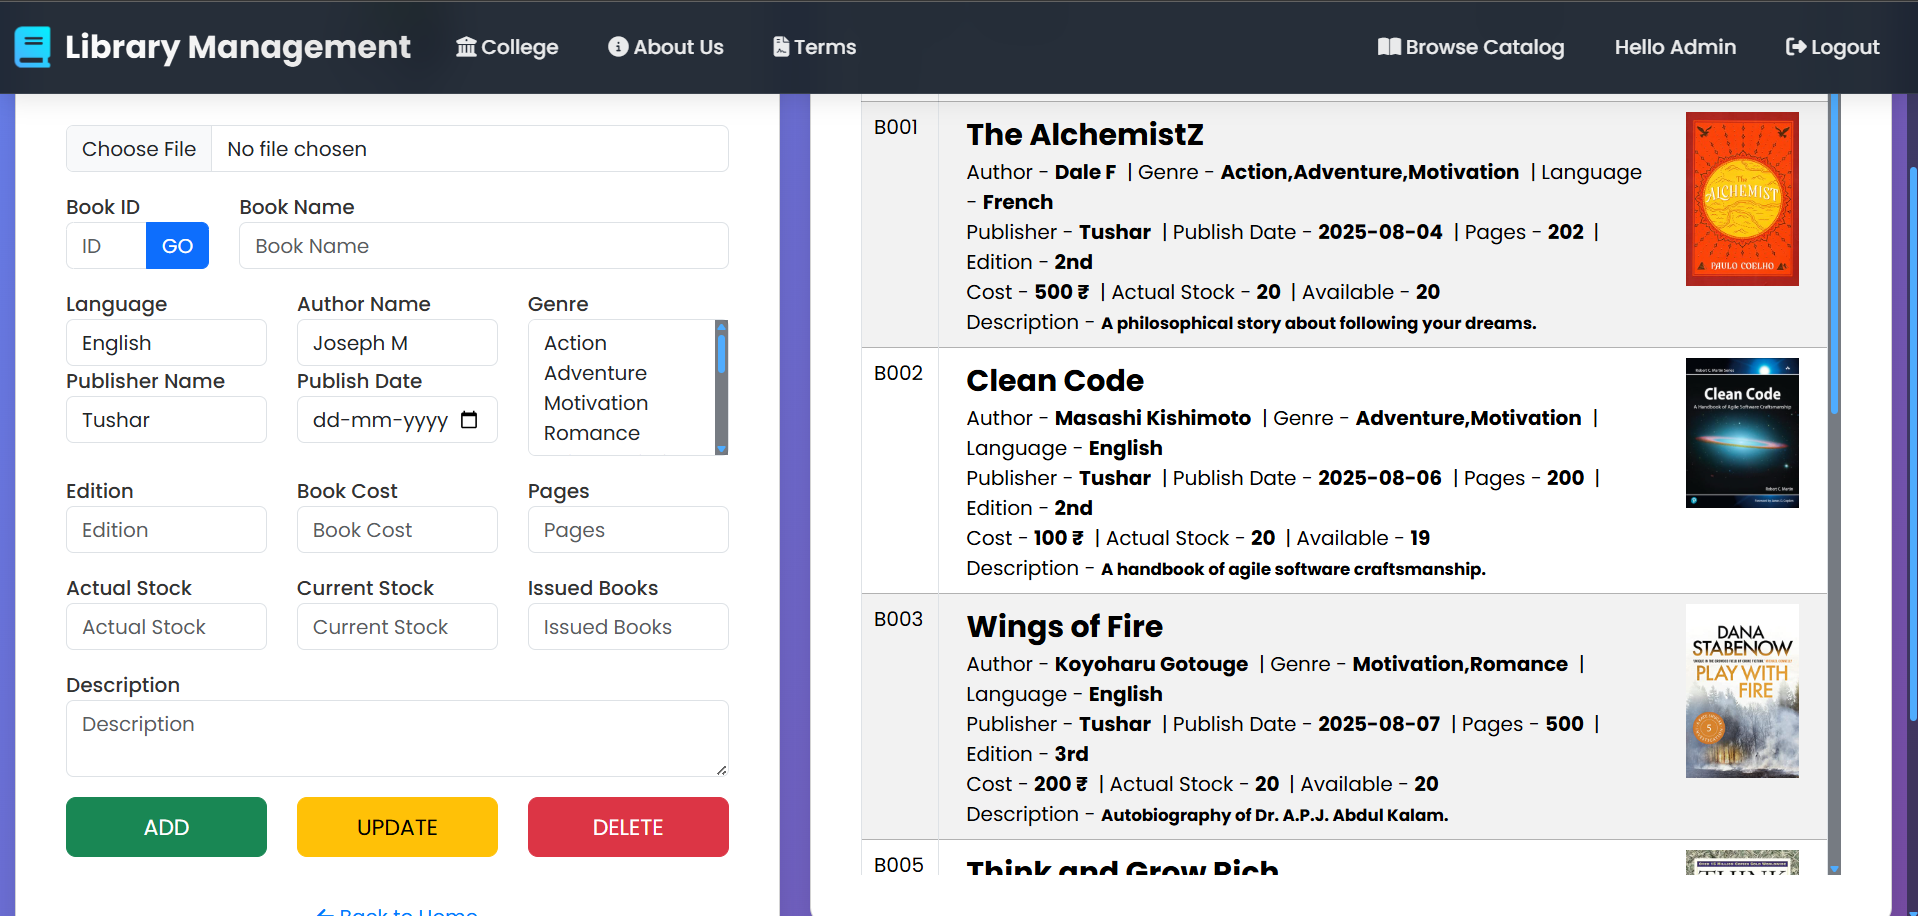 Library Management
College
About Us
Terms
Browse Catalog
Hello Admin
Logout
Choose File
No file chosen
Book ID
Book Name
ID
GO
Book Name
Language
Author Name
Genre
English
Joseph M
Action
Adventure
Motivation
Romance
Publisher Name
Publish Date
Tushar
dd-mm-yyyy
Edition
Book Cost
Pages
Edition
Book Cost
Pages
Actual Stock
Current Stock
Issued Books
Actual Stock
Current Stock
Issued Books
Description
Description
ADD
UPDATE
DELETE
← Back to Home
B001
The AlchemistZ
Author - Dale F | Genre - Action,Adventure,Motivation | Language
- French
Publisher - Tushar | Publish Date - 2025-08-04 | Pages - 202 |
Edition - 2nd
Cost - 500 ₹ | Actual Stock - 20 | Available - 20
Description - A philosophical story about following your dreams.
The
ALCHEMIST
PAULO COELHO
B002
Clean Code
Author - Masashi Kishimoto | Genre - Adventure,Motivation |
Language - English
Publisher - Tushar | Publish Date - 2025-08-06 | Pages - 200 |
Edition - 2nd
Cost - 100 ₹ | Actual Stock - 20 | Available - 19
Description - A handbook of agile software craftsmanship.
Robert C. Martin Series
Clean Code
A Handbook of Agile Software Craftsmanship
Robert C. Martin
B003
Wings of Fire
Author - Koyoharu Gotouge | Genre - Motivation,Romance |
Language - English
Publisher - Tushar | Publish Date - 2025-08-07 | Pages - 500 |
Edition - 3rd
Cost - 200 ₹ | Actual Stock - 20 | Available - 20
Description - Autobiography of Dr. A.P.J. Abdul Kalam.
DANA
STABENOW
PLAY WITH
FIRE
5
B005
Think and Grow Rich
THINK